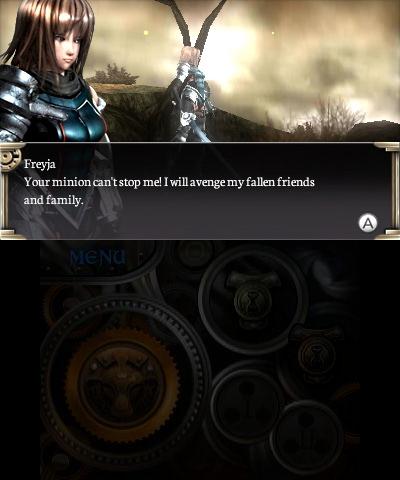 Freyja
Your minion can't stop me! I will avenge my fallen friends
and family.
A
MENU